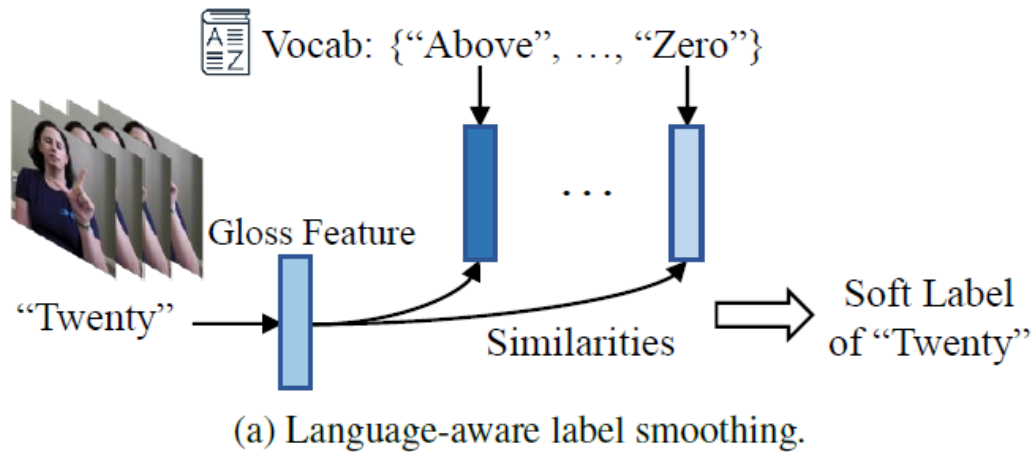 Vocab: {“Above”, …, “Zero”}
. . .
Gloss Feature
“Twenty”
Similarities
Soft Label
of “Twenty”
(a) Language-aware label smoothing.